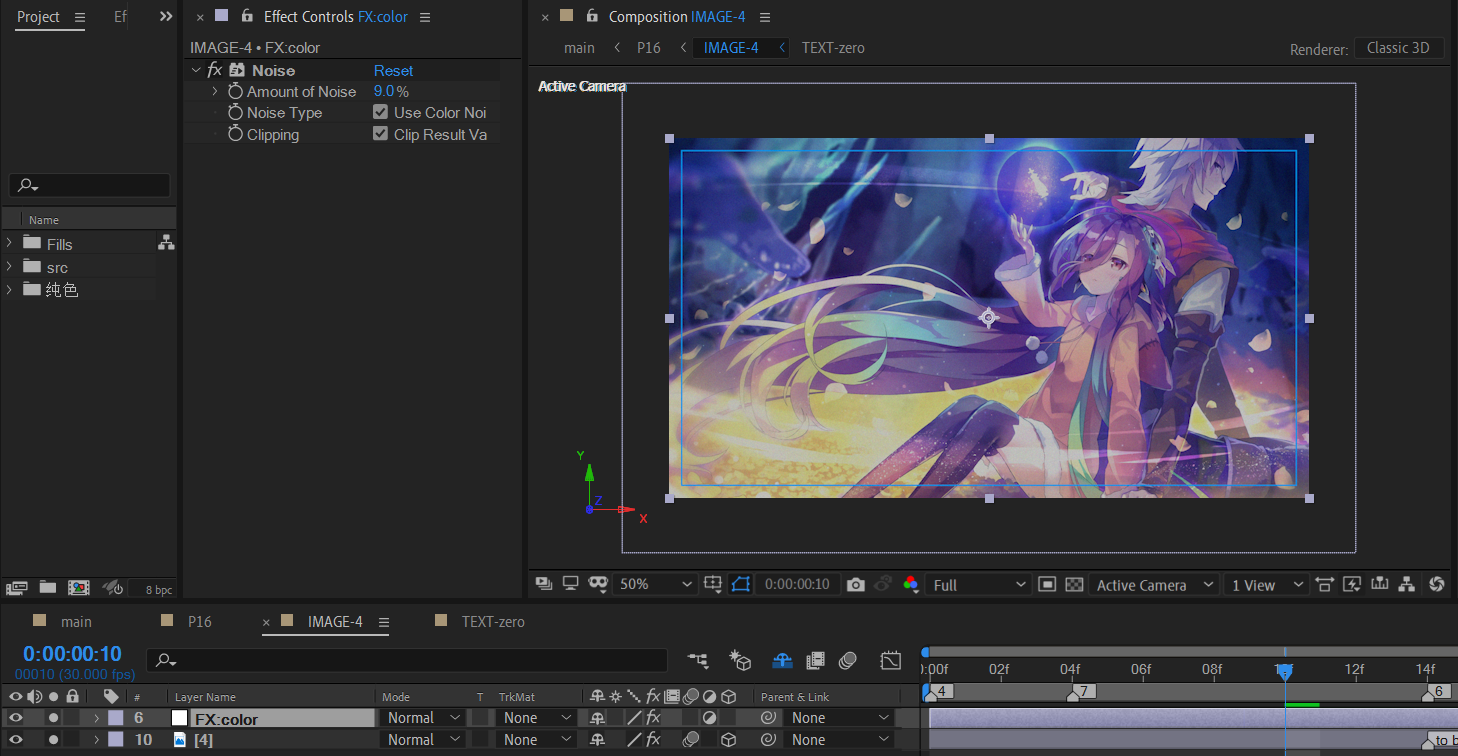 Project Ef
Effect Controls FX:color
IMAGE-4 • FX:color
fx Noise Reset
Amount of Noise 9.0 %
Noise Type Use Color Noi
Clipping Clip Result Va
Name
Fills
src
纯色
8 bpc
Composition IMAGE-4
main P16 IMAGE-4 TEXT-zero
Renderer: Classic 3D
Active Camera
Y
Z
X
50% 0:00:00:10 Full Active Camera 1 View
main P16 IMAGE-4 TEXT-zero
0:00:00:10
00010 (30.000 fps)
# Layer Name Mode T TrkMat fx Parent & Link
6 FX:color Normal None fx None
10 [4] Normal None fx None
:00f 02f 04f 06f 08f 12f 14f
4 7 6
to b